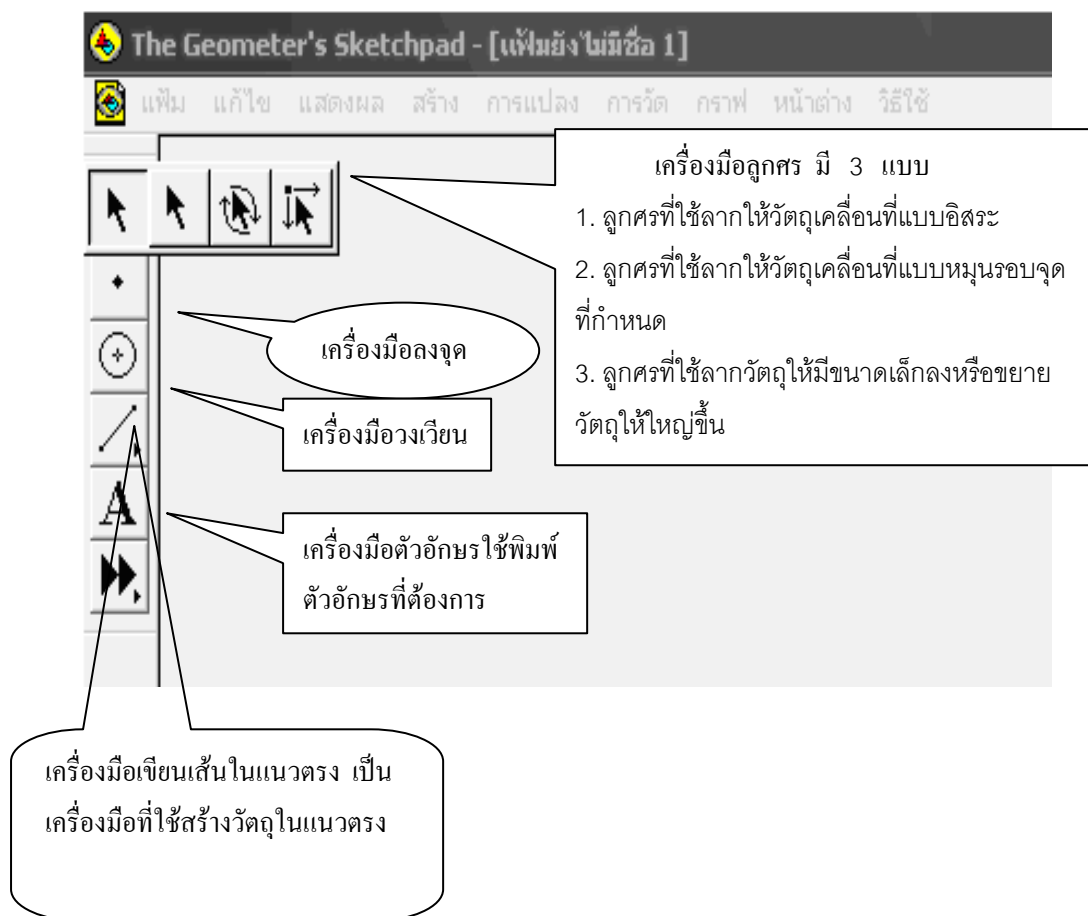 The Geometer's Sketchpad - [แฟ้มยังไม่มีชื่อ 1]
แฟ้ม แก้ไข แสดงผล สร้าง การแปลง การวัด กราฟ หน้าต่าง วิธีใช้
เครื่องมือลูกศร มี 3 แบบ
1. ลูกศรที่ใช้ลากให้วัตถุเคลื่อนที่แบบอิสระ
2. ลูกศรที่ใช้ลากให้วัตถุเคลื่อนที่แบบหมุนรอบจุด
ที่กำหนด
3. ลูกศรที่ใช้ลากวัตถุให้มีขนาดเล็กลงหรือขยาย
วัตถุให้ใหญ่ขึ้น
เครื่องมือลงจุด
เครื่องมือวงเวียน
A
เครื่องมือตัวอักษรใช้พิมพ์
ตัวอักษรที่ต้องการ
เครื่องมือเขียนเส้นในแนวตรง เป็น
เครื่องมือที่ใช้สร้างวัตถุในแนวตรง